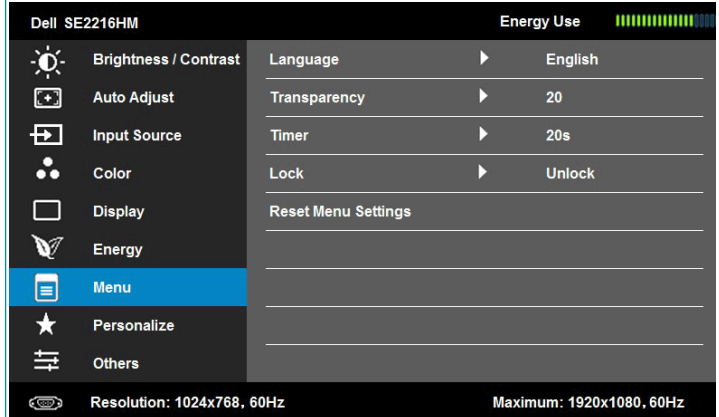 Dell SE2216HM Energy Use
Brightness / Contrast Language English
Auto Adjust Transparency 20
Input Source Timer 20s
Color Lock Unlock
Display Reset Menu Settings
Energy
Menu
Personalize
Others
Resolution: 1024x768, 60Hz Maximum: 1920x1080, 60Hz